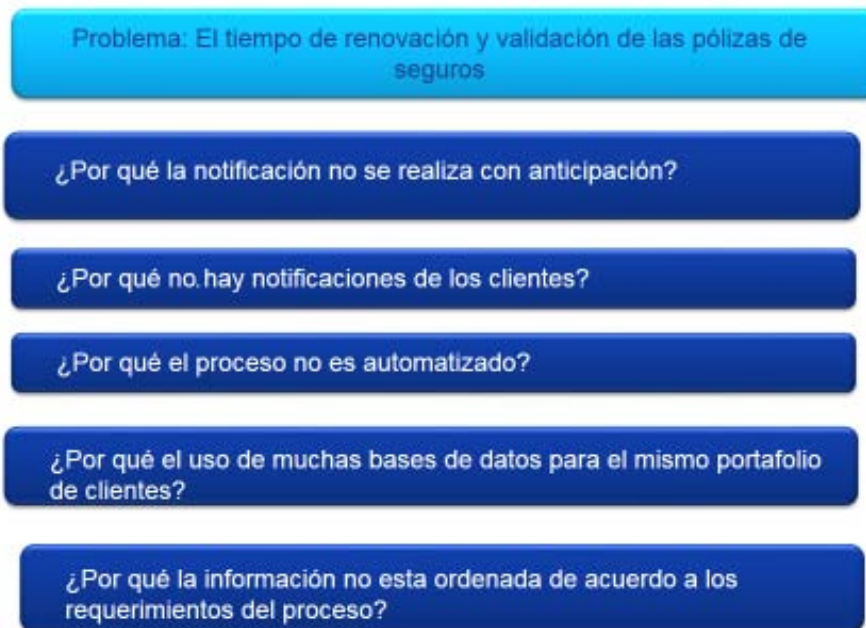 Problema: El tiempo de renovación y validación de las pólizas de
seguros
¿Por qué la notificación no se realiza con anticipación?
¿Por qué no.hay notificaciones de los clientes?
¿Por qué el proceso no es automatizado?
¿Por qué el uso de muchas bases de datos para el mismo portafolio
de clientes?
¿Por qué la información no esta ordenada de acuerdo a los
requerimientos del proceso?